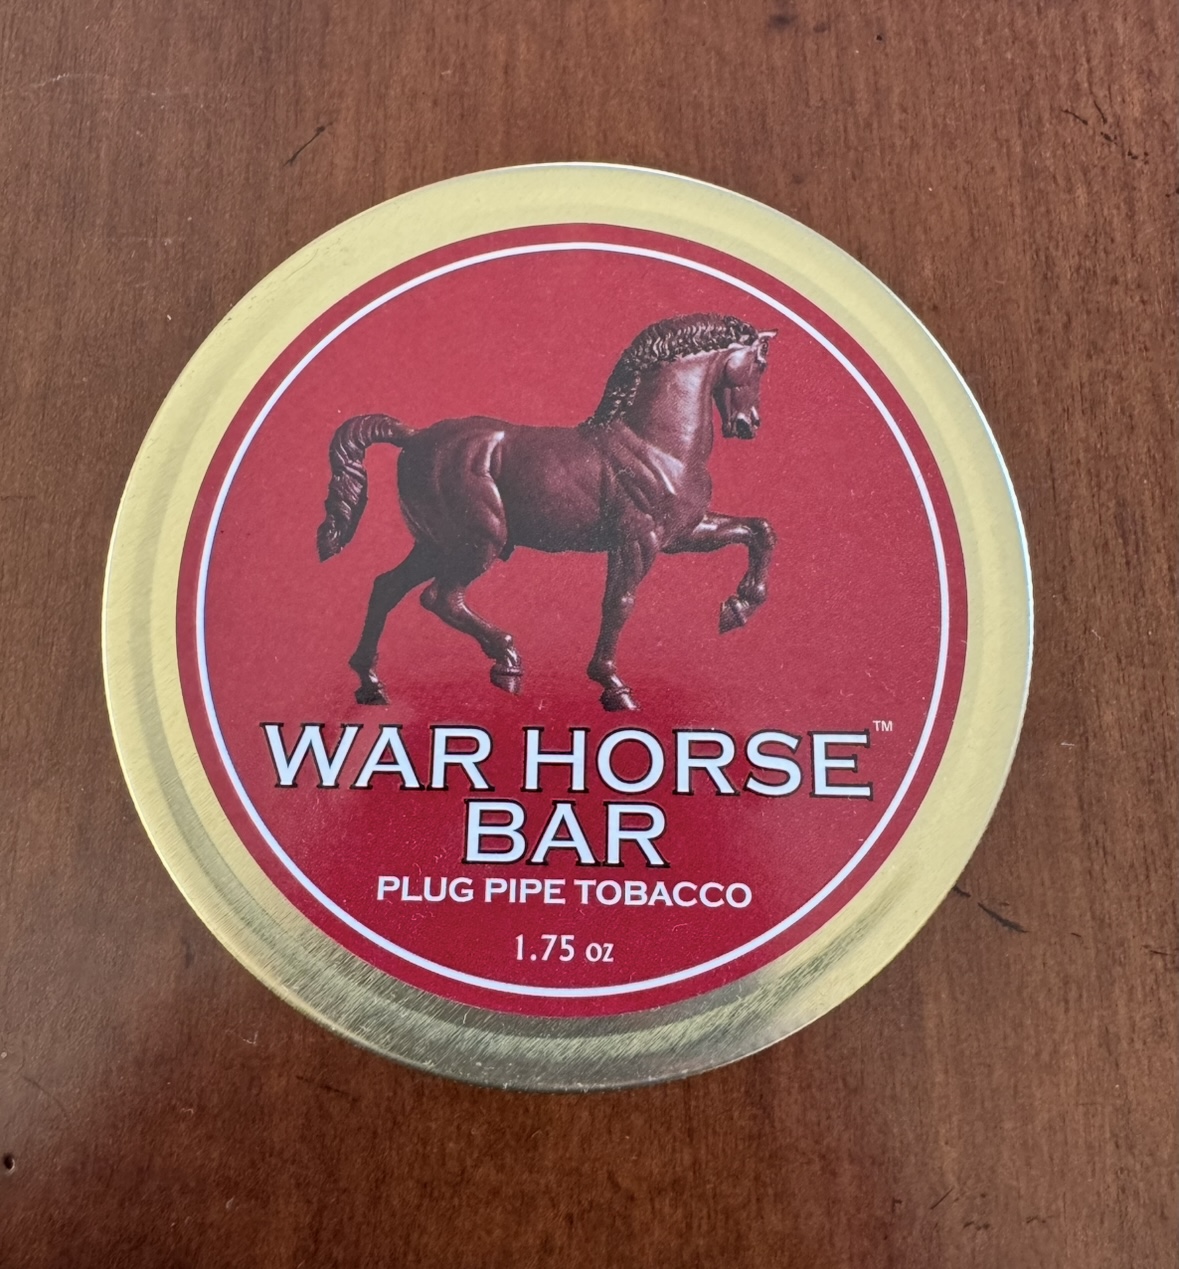 WAR HORSE™
BAR
PLUG PIPE TOBACCO
1.75 oz